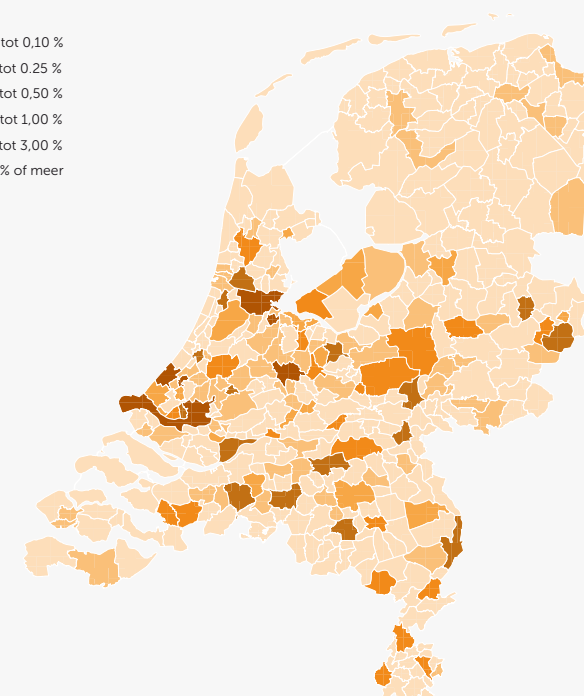 tot 0,10 %
tot 0.25 %
tot 0,50 %
tot 1,00 %
tot 3,00 %
% of meer